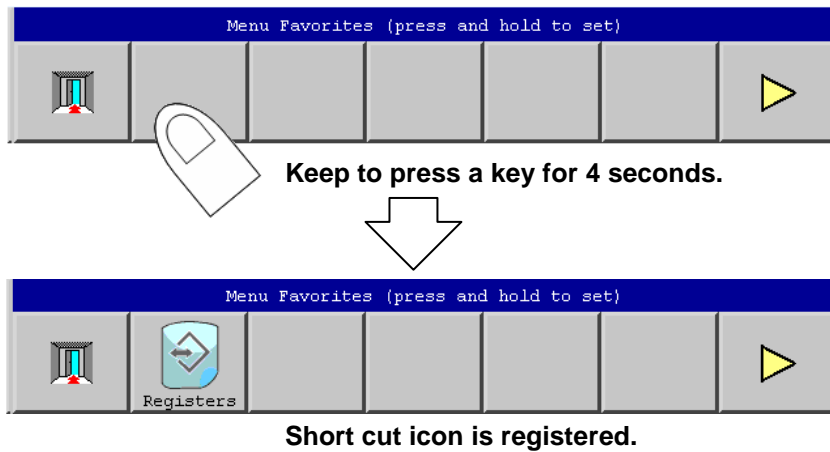 Menu Favorites (press and hold to set)
Keep to press a key for 4 seconds.
Menu Favorites (press and hold to set)
Registers
Short cut icon is registered.